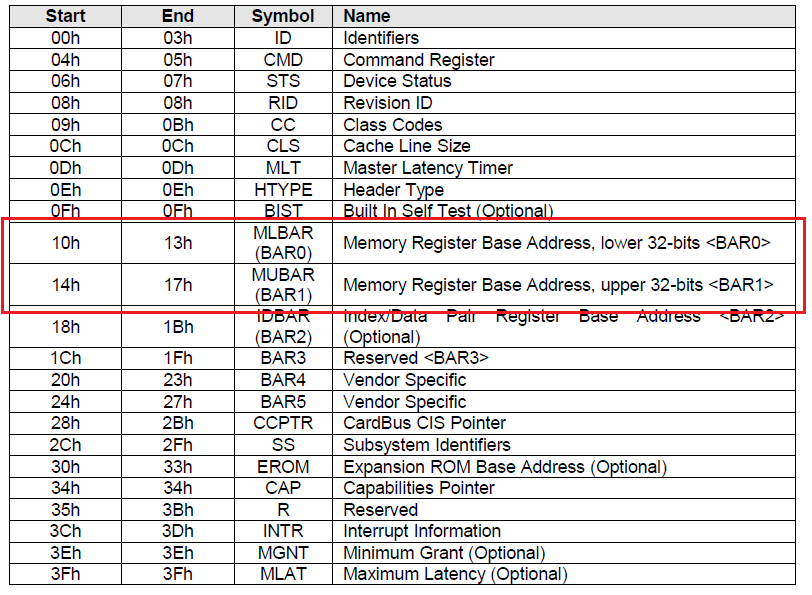 Start End Symbol Name
00h 03h ID Identifiers
04h 05h CMD Command Register
06h 07h STS Device Status
08h 08h RID Revision ID
09h 0Bh CC Class Codes
0Ch 0Ch CLS Cache Line Size
0Dh 0Dh MLT Master Latency Timer
0Eh 0Eh HTYPE Header Type
0Fh 0Fh BIST Built In Self Test (Optional)
10h 13h MLBAR (BAR0) Memory Register Base Address, lower 32-bits <BAR0>
14h 17h MUBAR (BAR1) Memory Register Base Address, upper 32-bits <BAR1>
18h 1Bh IDBAR (BAR2) Index/Data Pair Register Base Address <BAR2> (Optional)
1Ch 1Fh BAR3 Reserved <BAR3>
20h 23h BAR4 Vendor Specific
24h 27h BAR5 Vendor Specific
28h 2Bh CCPTR CardBus CIS Pointer
2Ch 2Fh SS Subsystem Identifiers
30h 33h EROM Expansion ROM Base Address (Optional)
34h 34h CAP Capabilities Pointer
35h 3Bh R Reserved
3Ch 3Dh INTR Interrupt Information
3Eh 3Eh MGNT Minimum Grant (Optional)
3Fh 3Fh MLAT Maximum Latency (Optional)